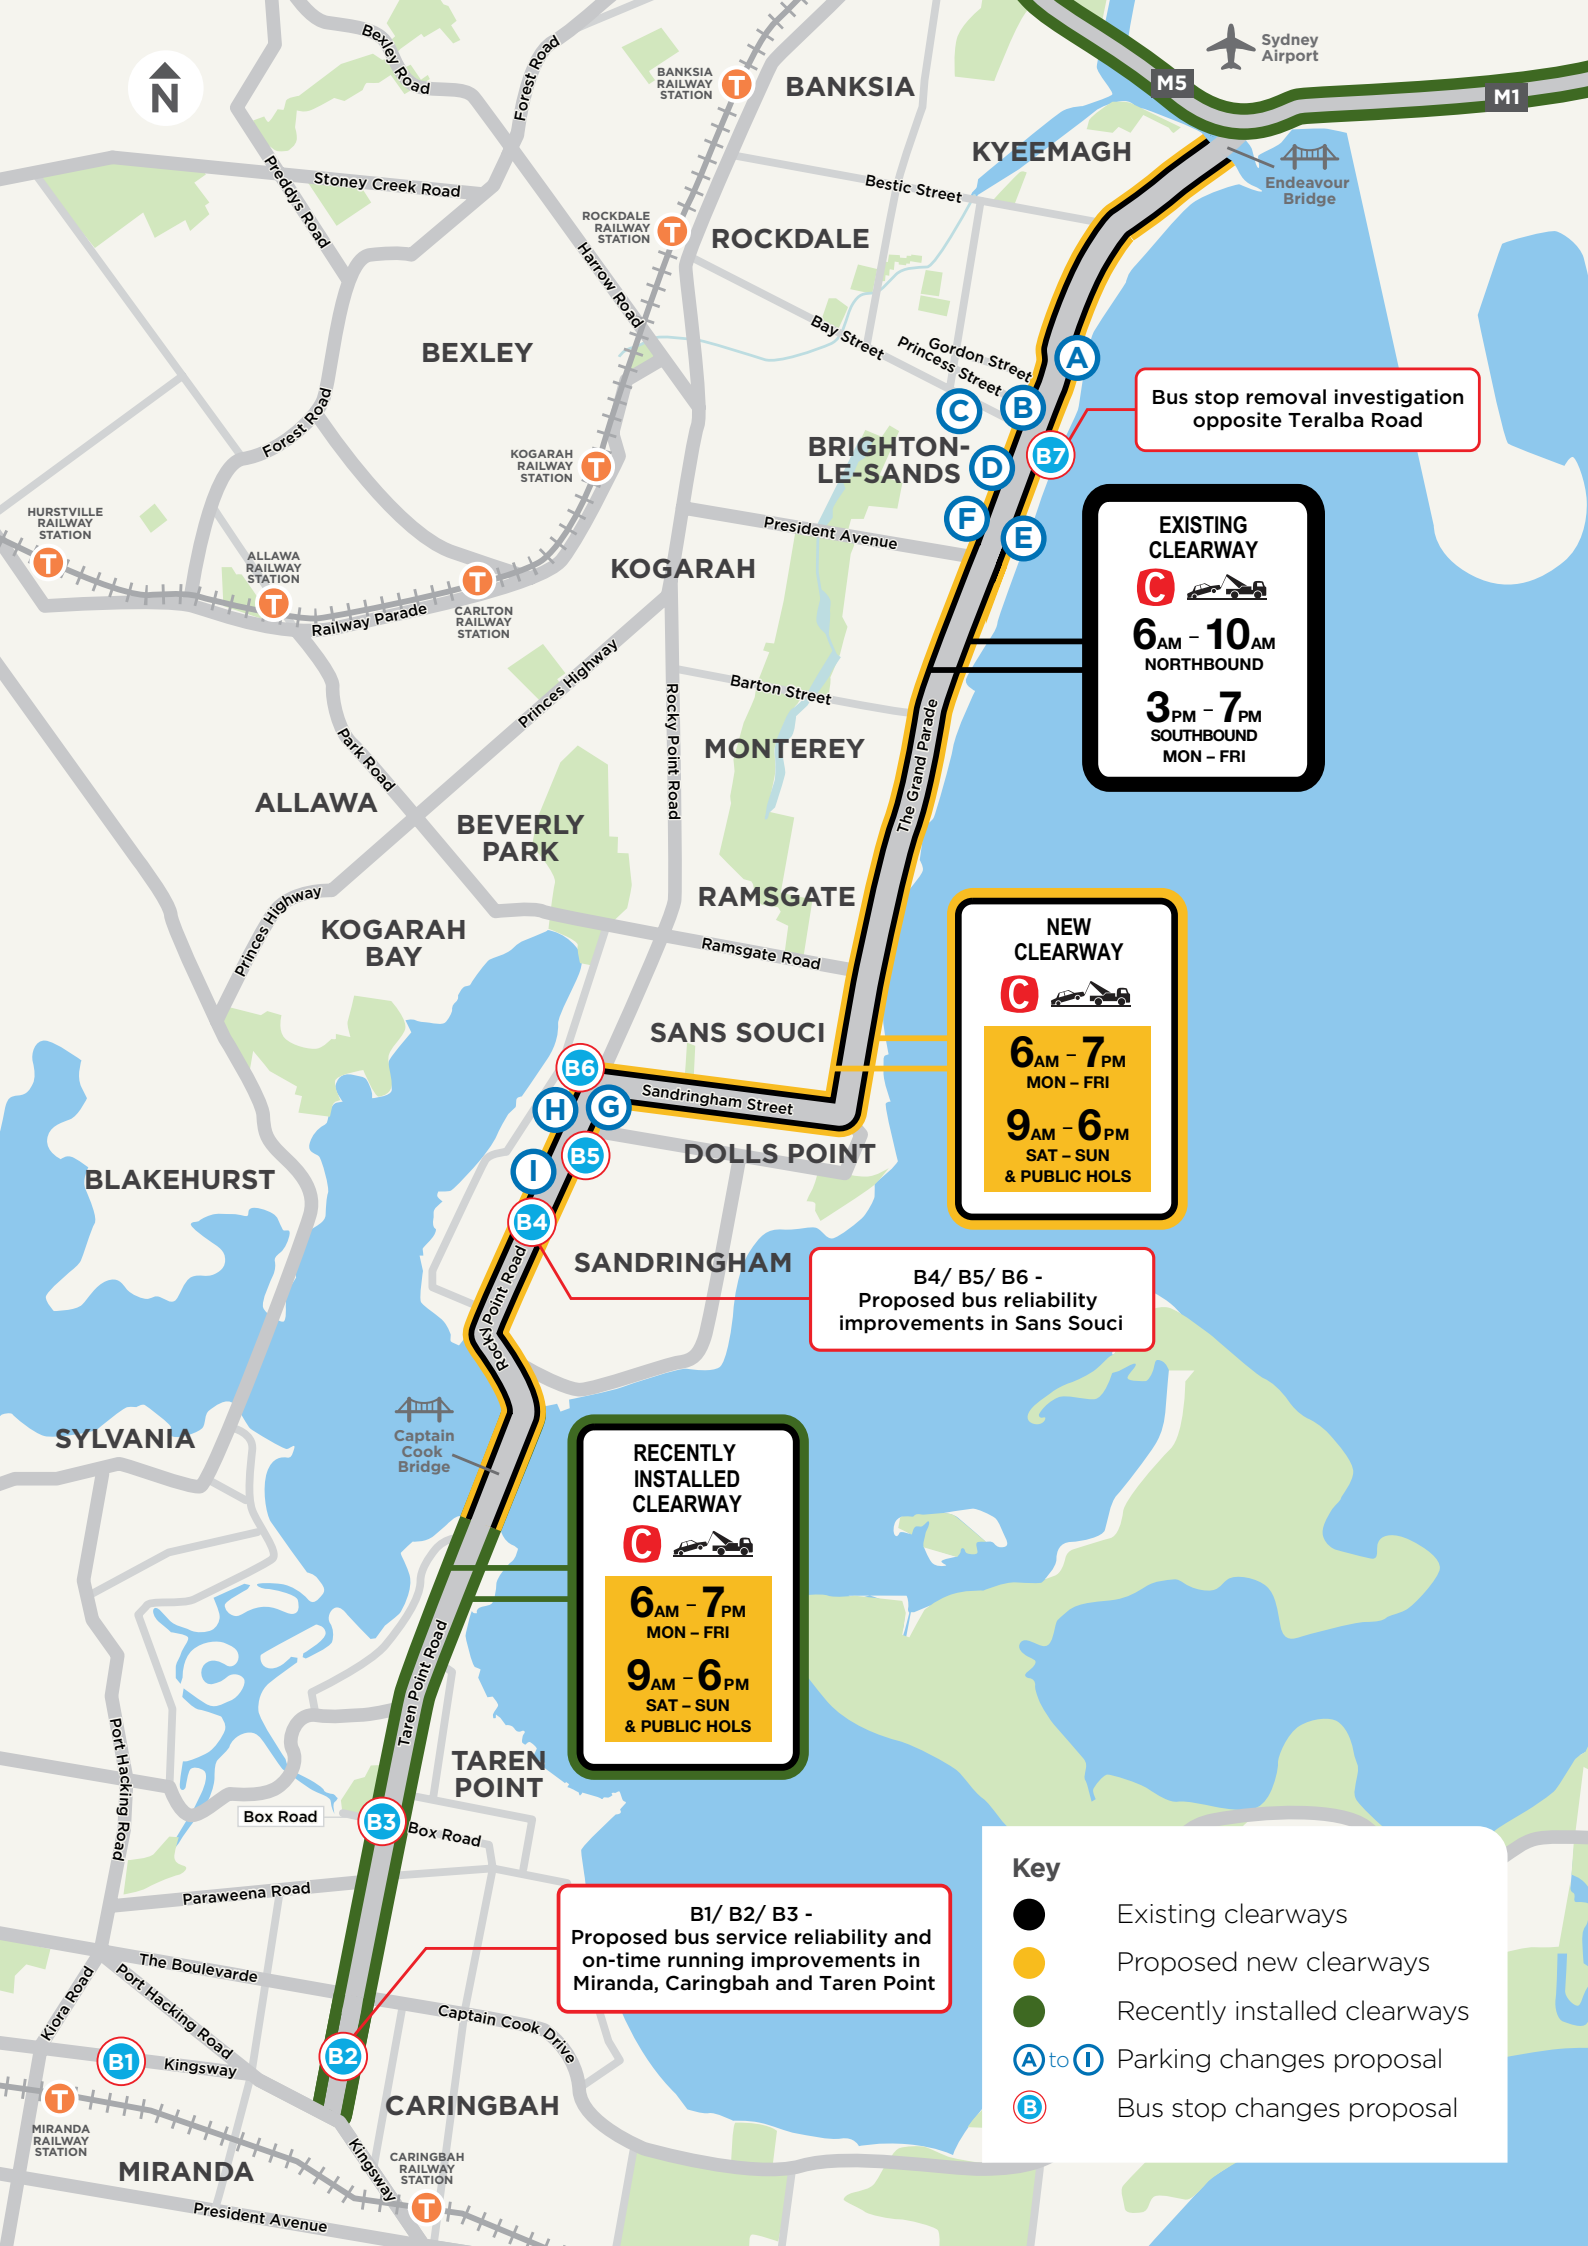 N
Bexley Road
Forest Road
BANKSIA
RAILWAY
STATION
T
BANKSIA
M5
Sydney
Airport
M1
KYEEMAGH
Endeavour
Bridge
Preddys Road
Stoney Creek Road
Bestic Street
ROCKDALE
RAILWAY
STATION
T
ROCKDALE
Harrow Road
BEXLEY
Bay Street
Gordon Street
Princess Street
A
B
C
Bus stop removal investigation
opposite Teralba Road
B7
BRIGHTON-
LE-SANDS
D
F
E
Forest Road
KOGARAH
RAILWAY
STATION
T
HURSTVILLE
RAILWAY
STATION
T
ALLAWA
RAILWAY
STATION
T
T
CARLTON
RAILWAY
STATION
Railway Parade
KOGARAH
President Avenue
EXISTING
CLEARWAY
C
6AM – 10AM
NORTHBOUND
3PM – 7PM
SOUTHBOUND
MON – FRI
Princes Highway
Barton Street
Rocky Point Road
The Grand Parade
MONTEREY
Park Road
ALLAWA
BEVERLY
PARK
RAMSGATE
Princes Highway
KOGARAH
BAY
Ramsgate Road
NEW
CLEARWAY
C
6AM – 7PM
MON – FRI
9AM – 6PM
SAT – SUN
& PUBLIC HOLS
SANS SOUCI
B6
H
G
Sandringham Street
B5
I
DOLLS POINT
BLAKEHURST
B4
SANDRINGHAM
B4/ B5/ B6 -
Proposed bus reliability
improvements in Sans Souci
Rocky Point Road
SYLVANIA
Captain
Cook
Bridge
RECENTLY
INSTALLED
CLEARWAY
C
6AM – 7PM
MON – FRI
9AM – 6PM
SAT – SUN
& PUBLIC HOLS
Taren Point Road
Port Hacking Road
TAREN
POINT
Box Road
B3
Box Road
Paraweena Road
B1/ B2/ B3 -
Proposed bus service reliability and
on-time running improvements in
Miranda, Caringbah and Taren Point
The Boulevarde
Kiora Road
Port Hacking Road
Captain Cook Drive
B1
Kingsway
B2
T
MIRANDA
RAILWAY
STATION
CARINGBAH
Kingsway
CARINGBAH
RAILWAY
STATION
T
MIRANDA
President Avenue
Key
Existing clearways
Proposed new clearways
Recently installed clearways
A to I Parking changes proposal
B Bus stop changes proposal